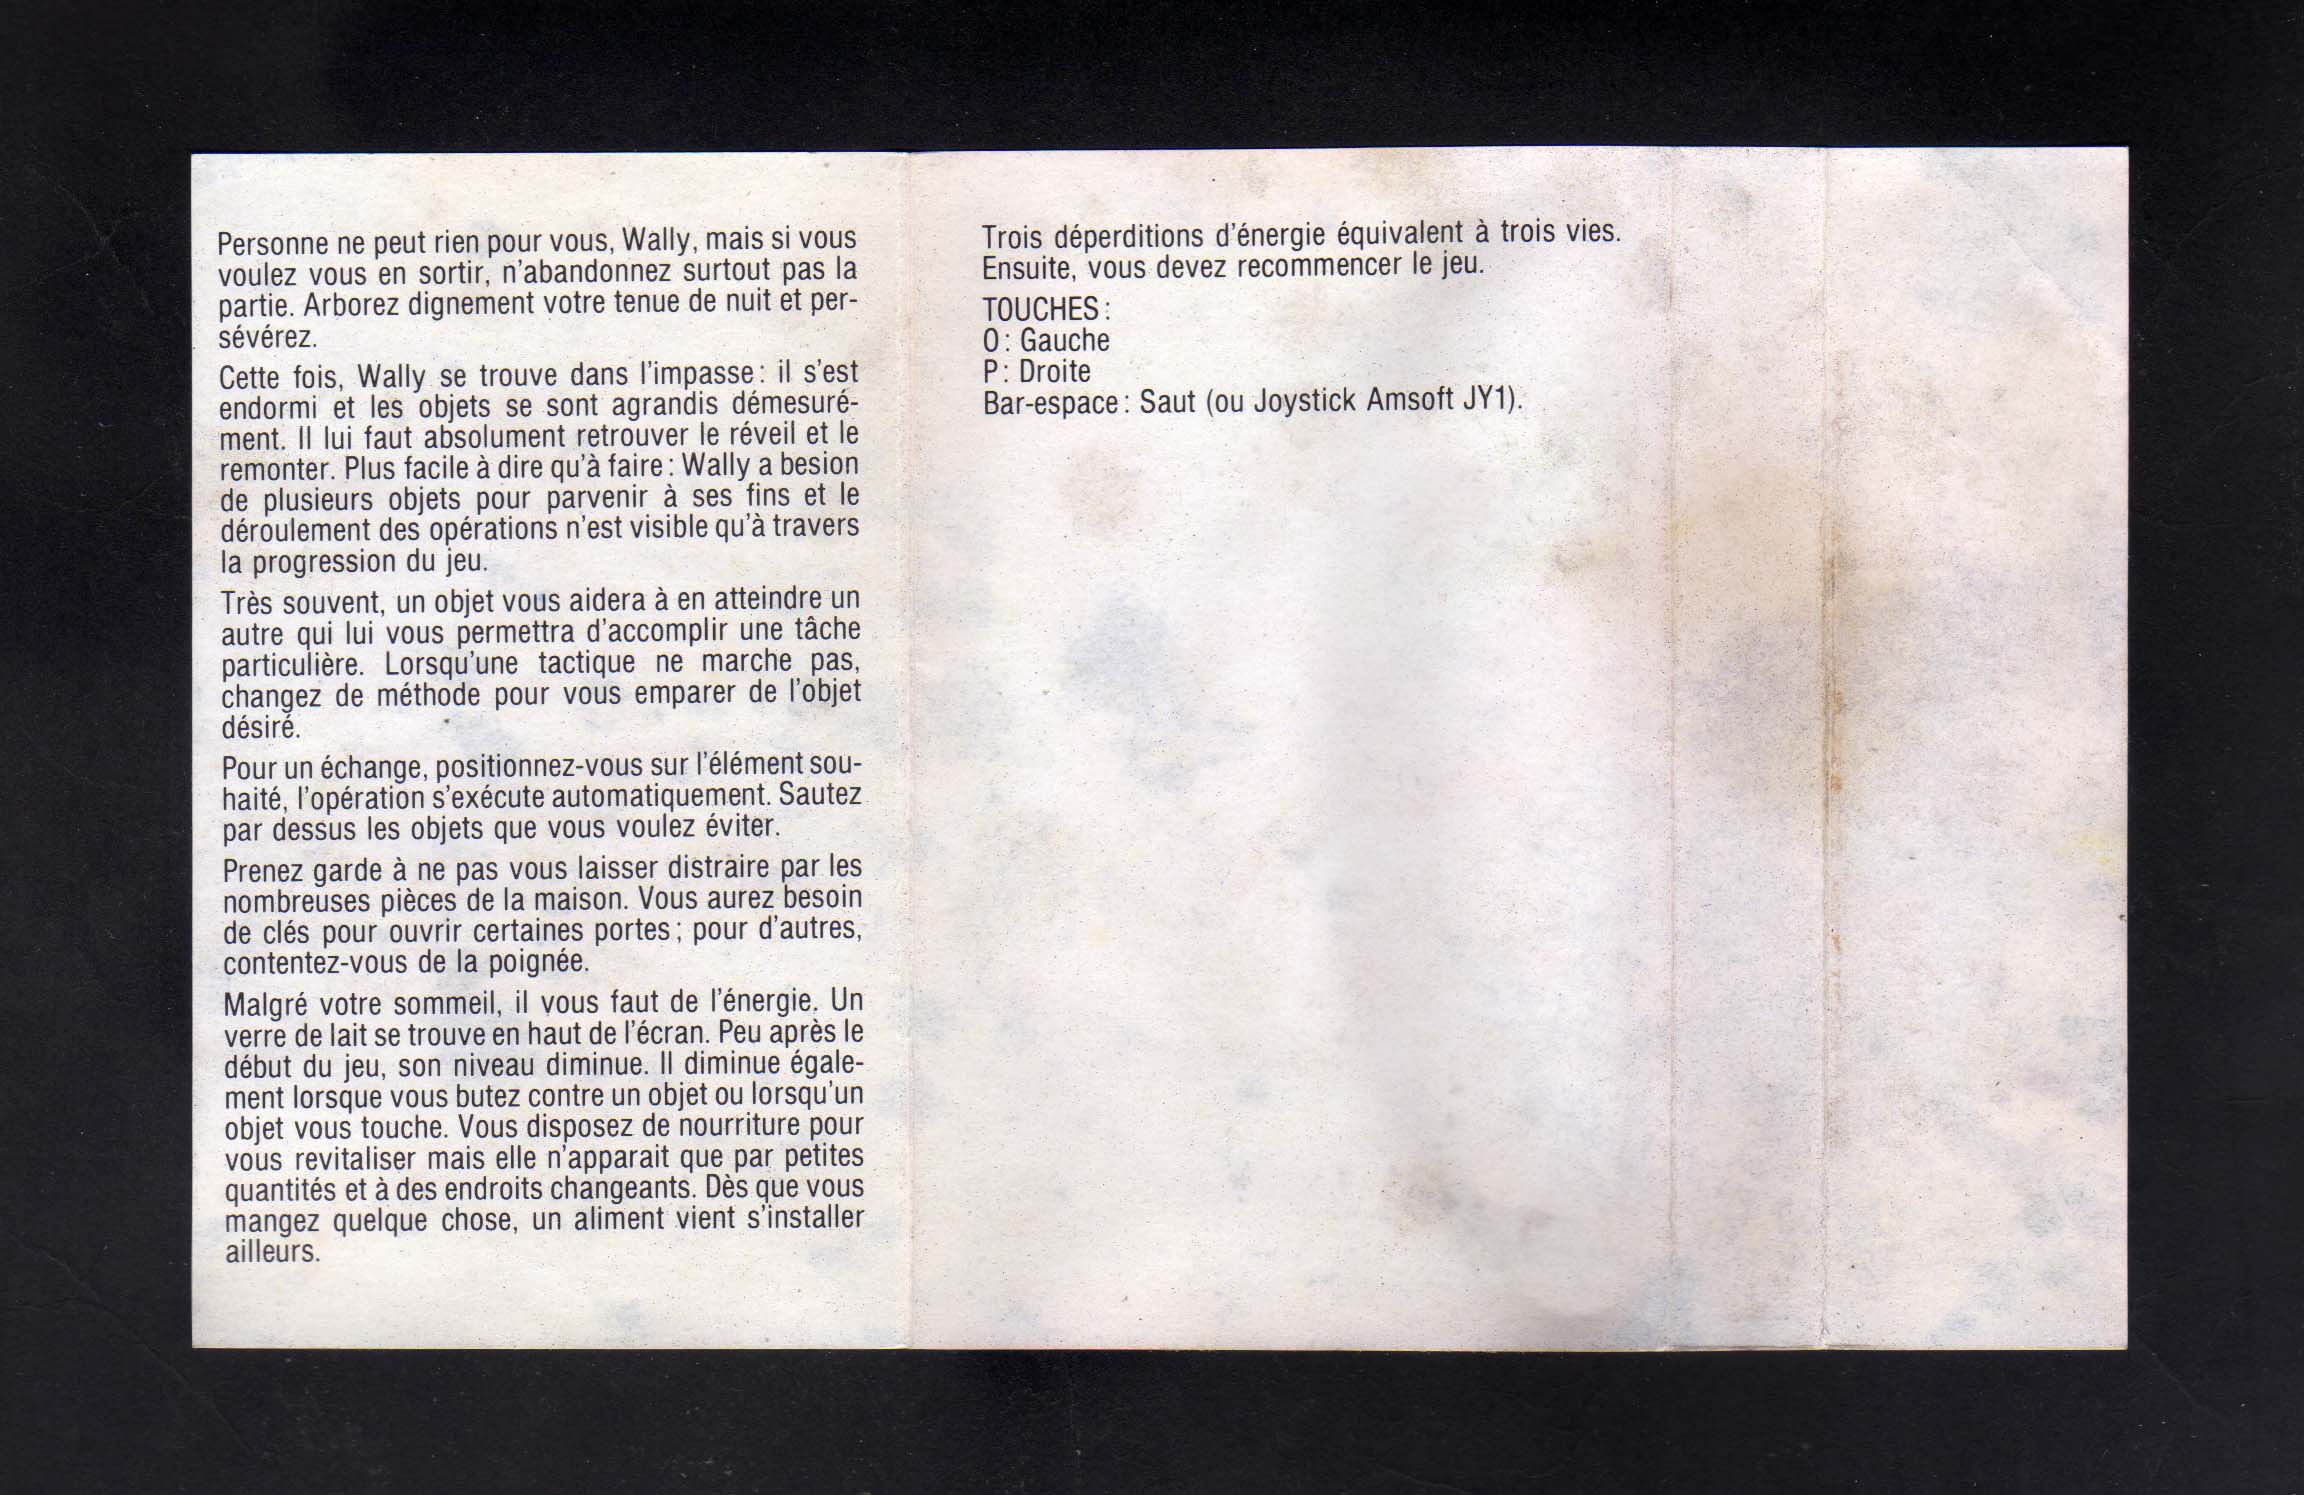 Personne ne peut rien pour vous, Wally, mais si vous
voulez vous en sortir, n'abandonnez surtout pas la
partie. Arborez dignement votre tenue de nuit et per-
sévérez.
Cette fois, Wally se trouve dans l'impasse : il s'est
endormi et les objets se sont agrandis démesuré-
ment. Il lui faut absolument retrouver le réveil et le
remonter. Plus facile à dire qu'à faire : Wally a besion
de plusieurs objets pour parvenir à ses fins et le
déroulement des opérations n'est visible qu'à travers
la progression du jeu.
Très souvent, un objet vous aidera à en atteindre un
autre qui lui vous permettra d'accomplir une tâche
particulière. Lorsqu'une tactique ne marche pas,
changez de méthode pour vous emparer de l'objet
désiré.
Pour un échange, positionnez-vous sur l'élément sou-
haité, l'opération s'exécute automatiquement. Sautez
par dessus les objets que vous voulez éviter.
Prenez garde à ne pas vous laisser distraire par les
nombreuses pièces de la maison. Vous aurez besoin
de clés pour ouvrir certaines portes ; pour d'autres,
contentez-vous de la poignée.
Malgré votre sommeil, il vous faut de l'énergie. Un
verre de lait se trouve en haut de l'écran. Peu après le
début du jeu, son niveau diminue. Il diminue égale-
ment lorsque vous butez contre un objet ou lorsqu'un
objet vous touche. Vous disposez de nourriture pour
vous revitaliser mais elle n'apparait que par petites
quantités et à des endroits changeants. Dès que vous
mangez quelque chose, un aliment vient s'installer
ailleurs.
Trois déperditions d'énergie équivalent à trois vies.
Ensuite, vous devez recommencer le jeu.
TOUCHES :
O : Gauche
P : Droite
Bar-espace : Saut (ou Joystick Amsoft JY1).